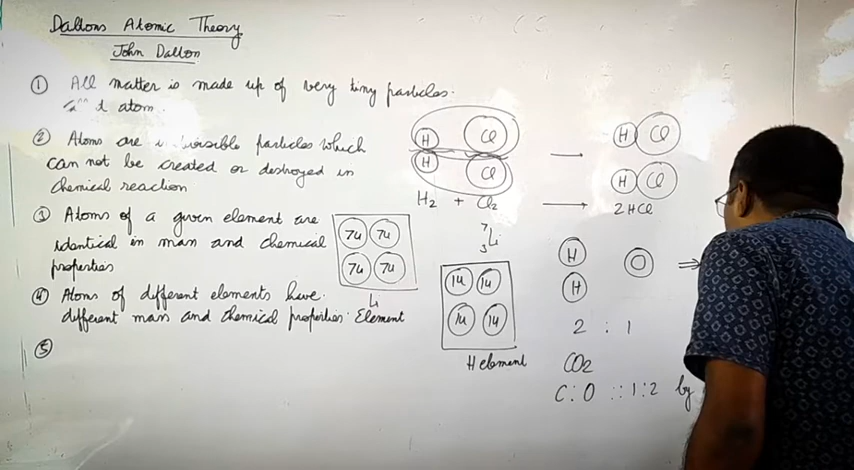 Daltons Atomic Theory
John Dalton
① All matter is made up of very tiny particles.
atom.
② Atoms are particles which
can not be created or destroyed in
chemical reaction
③ Atoms of a given element are
identical in mass and chemical
properties
④ Atoms of different elements have
different mass and chemical properties.
⑤
H Cl
H Cl
H₂ + Cl₂ → 2HCl
H Cl
H Cl
7u 7u
7u 7u
Li
Element
⁷₃Li
1u 1u
1u 1u
H element
H O ⇒
H
2 : 1
CO₂
C : O :: 1 : 2 by